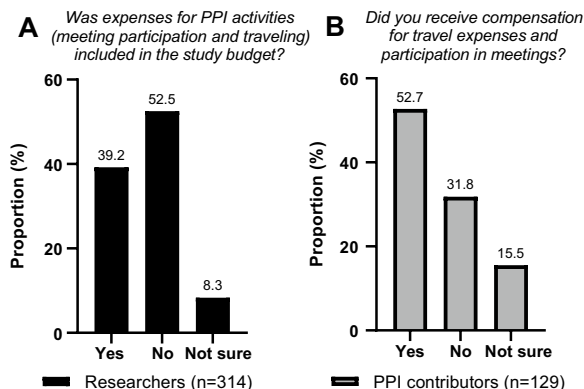 A
Was expenses for PPI activities
(meeting participation and traveling)
included in the study budget?
60
40
20
0
Proportion (%)
39.2
52.5
8.3
Yes No Not sure
Researchers (n=314)
B
Did you receive compensation
for travel expenses and
participation in meetings?
60
40
20
0
Proportion (%)
52.7
31.8
15.5
Yes No Not sure
PPI contributors (n=129)